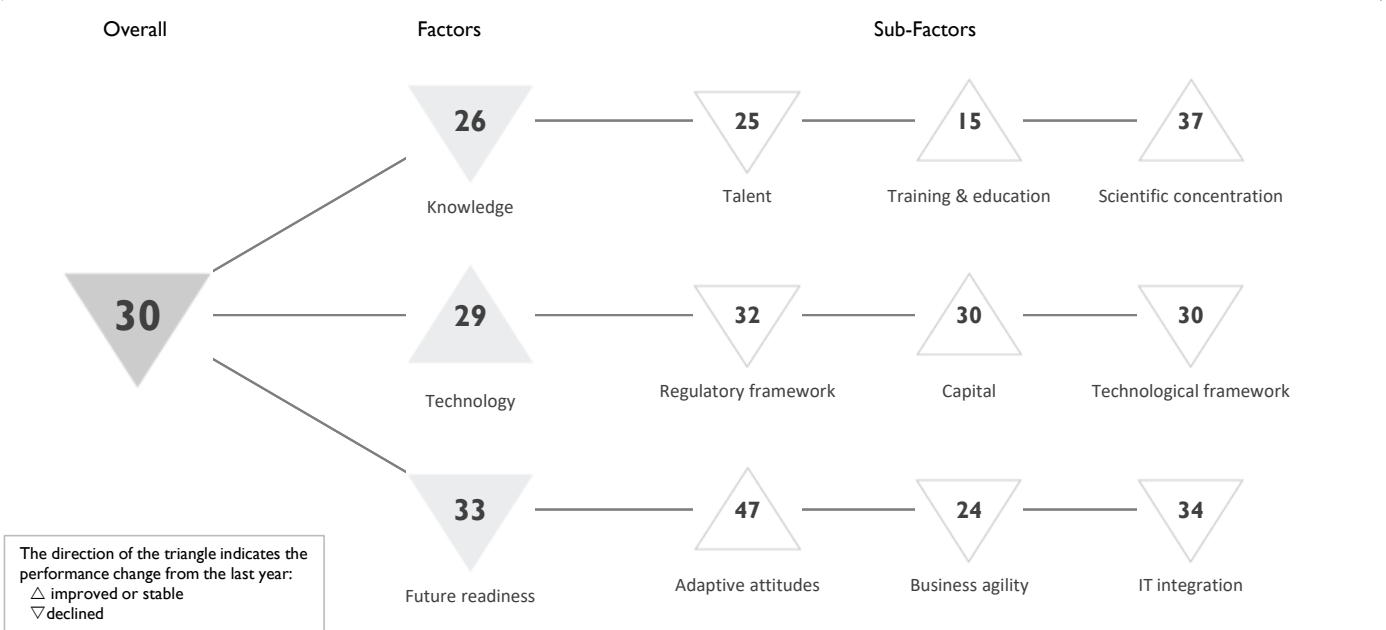 Overall Factors Sub-Factors
26 25 15 37
Knowledge Talent Training & education Scientific concentration
30 29 32 30 30
Technology Regulatory framework Capital Technological framework
33 47 24 34
Future readiness Adaptive attitudes Business agility IT integration
The direction of the triangle indicates the
performance change from the last year:
△ improved or stable
▽ declined